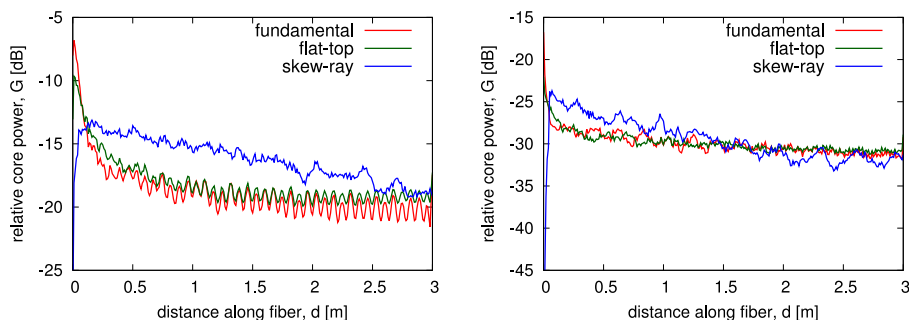 relative core power, G [dB]
-5
-10
-15
-20
-25
fundamental
flat-top
skew-ray
0
0.5
1
1.5
2
2.5
3
distance along fiber, d [m]
relative core power, G [dB]
-15
-20
-25
-30
-35
-40
-45
fundamental
flat-top
skew-ray
0
0.5
1
1.5
2
2.5
3
distance along fiber, d [m]